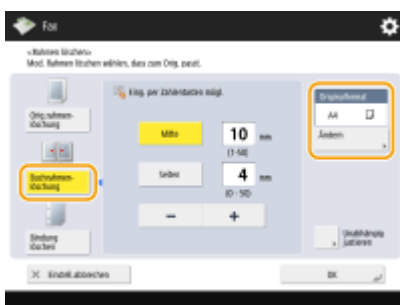 Fax
<Rahmen löschen>
Mod. Rahmen löschen wählen, dass zum Orig. passt.
Orig.rahmen-
löschung
Buchrahmen-
löschung
Bindung
löschen
Eing. per Zahlentasten mögl.
Mitte
10 mm
(1-50)
Seiten
4 mm
(0 - 50)
−
+
Originalformat
A4
Ändern
Unabhängig
justieren
× Einstell. abbrechen
OK